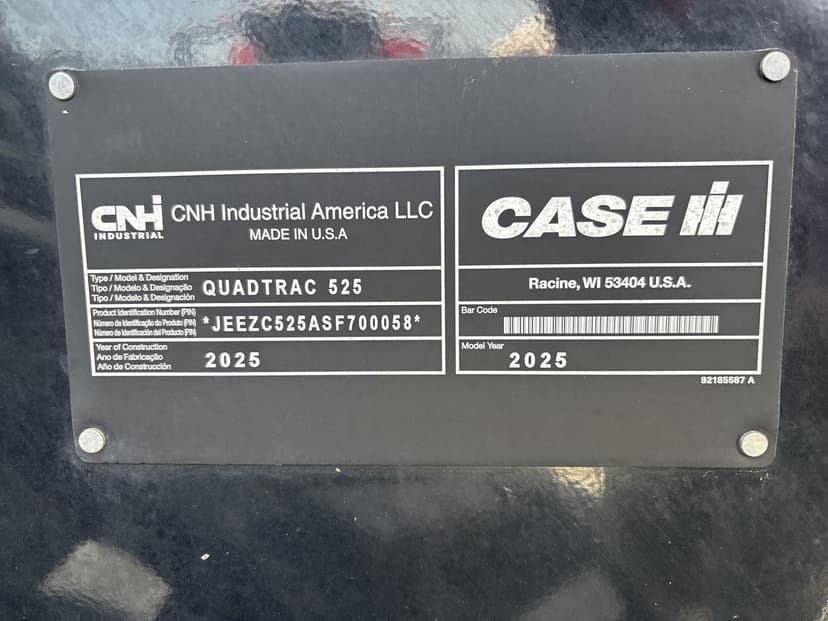 CNHi INDUSTRIAL
CNH Industrial America LLC
MADE IN U.S.A
Type / Model & Designation
Tipo / Modelo & Designação
Tipo / Modelo & Designación
QUADTRAC 525
Product Identification Number (PIN)
Número de Identificação do Produto (PIN)
Número de Identificación del Producto (PIN)
*JEEZC525ASF700058*
Year of Construction
Ano de Fabricação
Año de Construcción
2025
CASE IH
Racine, WI 53404 U.S.A.
Bar Code
Model Year
2025
92185587 A